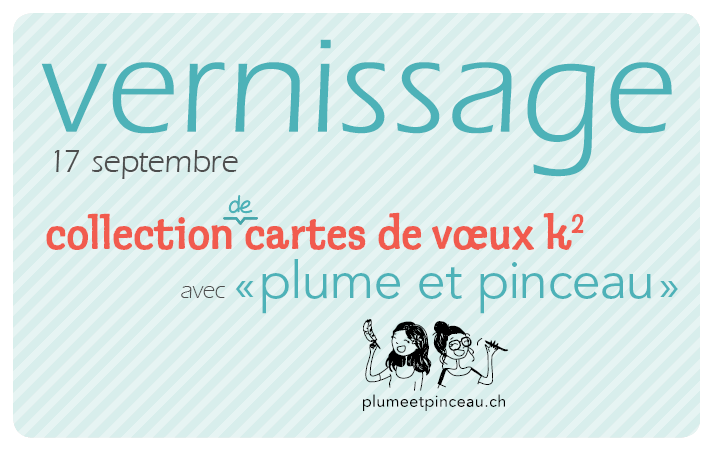 vernissage
17 septembre
de
collection cartes de vœux k²
avec « plume et pinceau »
plumeetpinceau.ch